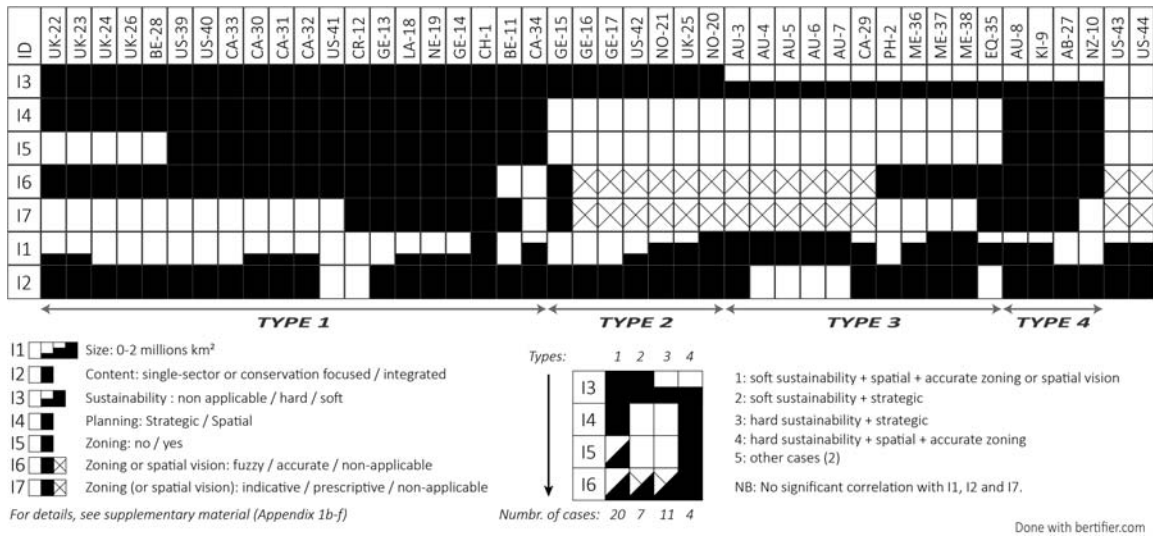 ID UK-22 UK-23 UK-24 UK-26 BE-28 US-39 US-40 CA-33 CA-30 CA-31 CA-32 US-41 CR-12 GE-13 LA-18 NE-19 GE-14 CH-1 BE-11 CA-34 GE-15 GE-16 GE-17 US-42 NO-21 UK-25 NO-20 AU-3 AU-4 AU-5 AU-6 AU-7 CA-29 PH-2 ME-36 ME-37 ME-38 EQ-35 AU-8 KI-9 AB-27 NZ-10 US-43 US-44
I3
I4
I5
I6
I7
I1
I2
TYPE 1 TYPE 2 TYPE 3 TYPE 4
I1 Size: 0-2 millions km²
I2 Content: single-sector or conservation focused / integrated
I3 Sustainability : non applicable / hard / soft
I4 Planning: Strategic / Spatial
I5 Zoning: no / yes
I6 Zoning or spatial vision: fuzzy / accurate / non-applicable
I7 Zoning (or spatial vision): indicative / prescriptive / non-applicable
For details, see supplementary material (Appendix 1b-f)
Types: 1 2 3 4
I3
I4
I5
I6
Numbr. of cases: 20 7 11 4
1: soft sustainability + spatial + accurate zoning or spatial vision
2: soft sustainability + strategic
3: hard sustainability + strategic
4: hard sustainability + spatial + accurate zoning
5: other cases (2)
NB: No significant correlation with I1, I2 and I7.
Done with bertifier.com